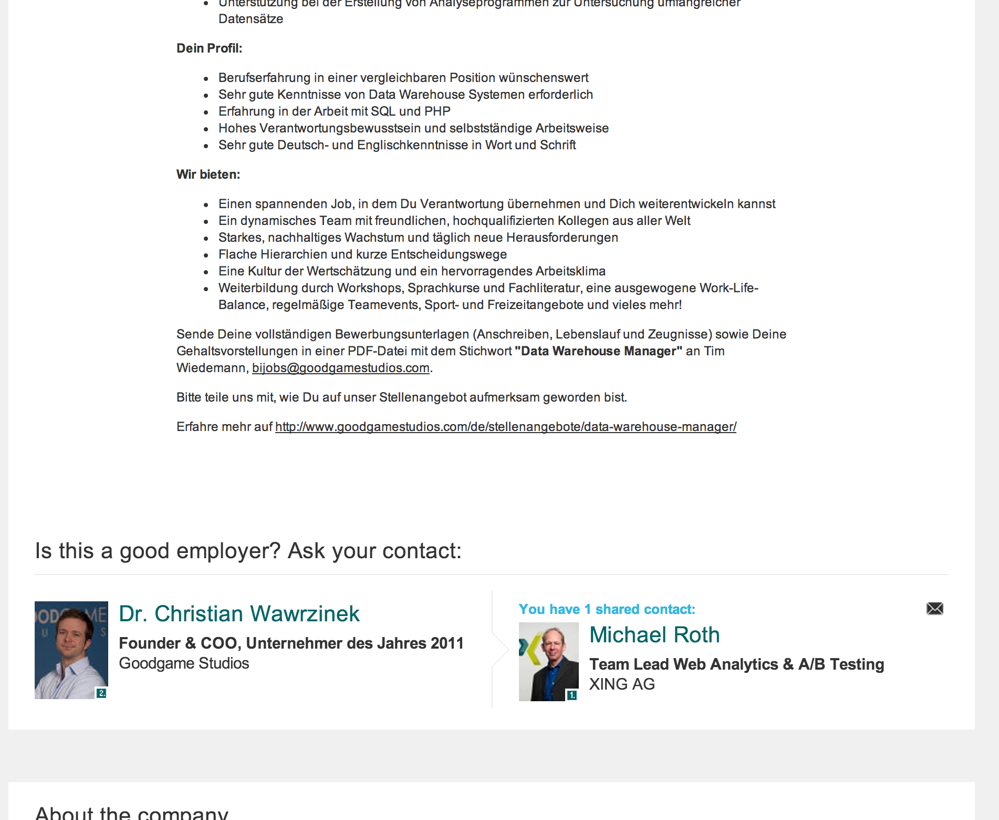 Unterstützung bei der Erstellung von Analyseprogrammen zur Untersuchung umfangreicher
Datensätze
Dein Profil:
Berufserfahrung in einer vergleichbaren Position wünschenswert
Sehr gute Kenntnisse von Data Warehouse Systemen erforderlich
Erfahrung in der Arbeit mit SQL und PHP
Hohes Verantwortungsbewusstsein und selbstständige Arbeitsweise
Sehr gute Deutsch- und Englischkenntnisse in Wort und Schrift
Wir bieten:
Einen spannenden Job, in dem Du Verantwortung übernehmen und Dich weiterentwickeln kannst
Ein dynamisches Team mit freundlichen, hochqualifizierten Kollegen aus aller Welt
Starkes, nachhaltiges Wachstum und täglich neue Herausforderungen
Flache Hierarchien und kurze Entscheidungswege
Eine Kultur der Wertschätzung und ein hervorragendes Arbeitsklima
Weiterbildung durch Workshops, Sprachkurse und Fachliteratur, eine ausgewogene Work-Life-
Balance, regelmäßige Teamevents, Sport- und Freizeitangebote und vieles mehr!
Sende Deine vollständigen Bewerbungsunterlagen (Anschreiben, Lebenslauf und Zeugnisse) sowie Deine
Gehaltsvorstellungen in einer PDF-Datei mit dem Stichwort "Data Warehouse Manager" an Tim
Wiedemann, bijobs@goodgamestudios.com.
Bitte teile uns mit, wie Du auf unser Stellenangebot aufmerksam geworden bist.
Erfahre mehr auf http://www.goodgamestudios.com/de/stellenangebote/data-warehouse-manager/
Is this a good employer? Ask your contact:
Dr. Christian Wawrzinek
Founder & COO, Unternehmer des Jahres 2011
Goodgame Studios
2.
You have 1 shared contact:
Michael Roth
Team Lead Web Analytics & A/B Testing
XING AG
1.
About the company